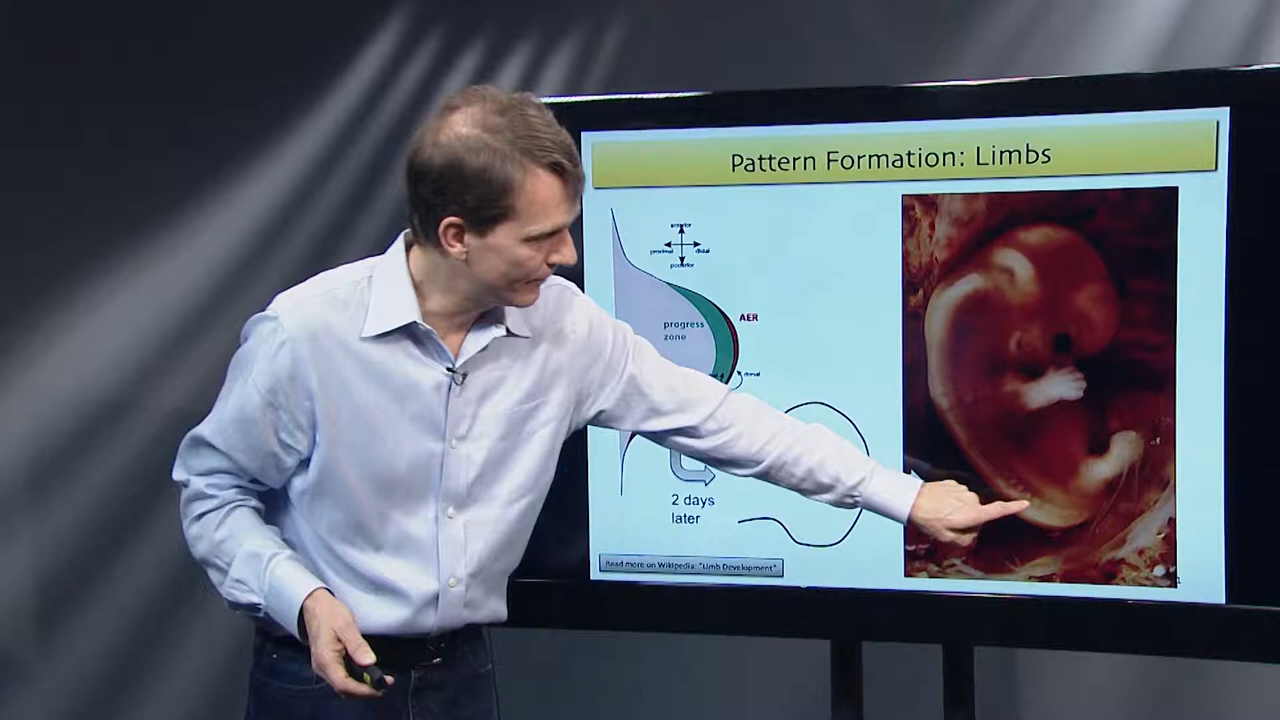 Pattern Formation: Limbs
anterior
proximal
distal
posterior
AER
progress
zone
dorsal
2 days
later
Read more on Wikipedia: "Limb Development"